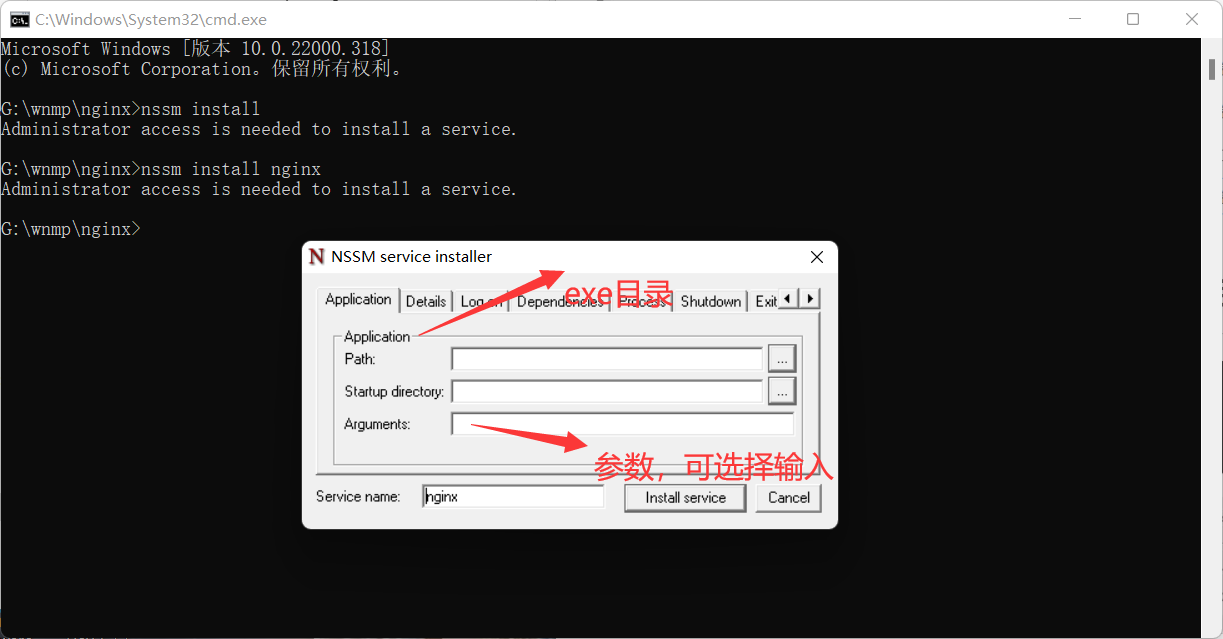 C:\Windows\System32\cmd.exe
Microsoft Windows [版本 10.0.22000.318]
(c) Microsoft Corporation。保留所有权利。
G:\wnmp\nginx>nssm install
Administrator access is needed to install a service.
G:\wnmp\nginx>nssm install nginx
Administrator access is needed to install a service.
G:\wnmp\nginx>
NSSM service installer
exe目录
Application Details Log on Dependencies Process Shutdown Exit
Application
Path:
...
Startup directory:
...
Arguments:
参数，可选择输入
Service name: nginx Install service Cancel